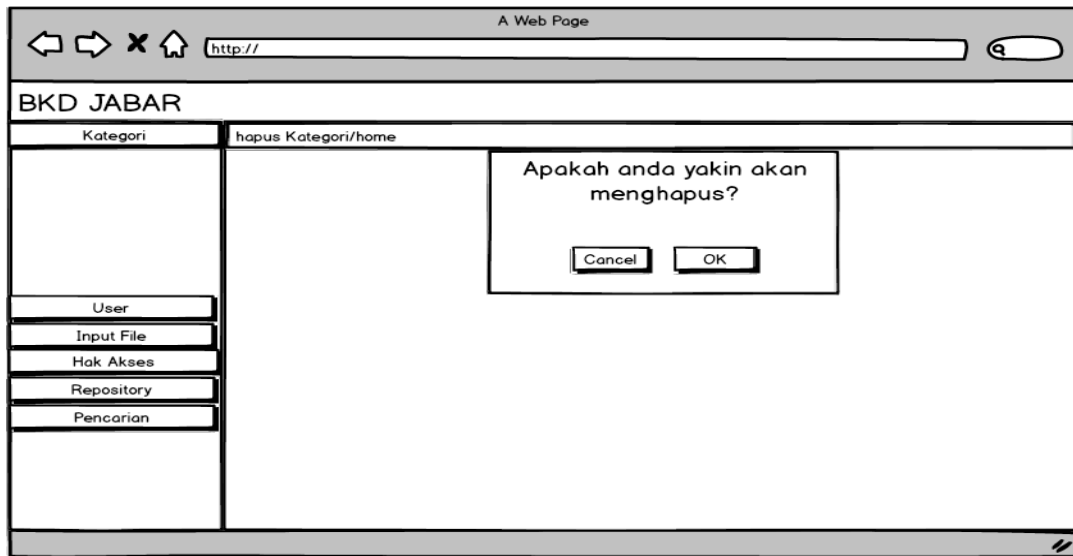 A Web Page
http://
BKD JABAR
Kategori
hapus Kategori/home
Apakah anda yakin akan
menghapus?
Cancel
OK
User
Input File
Hak Akses
Repository
Pencarian